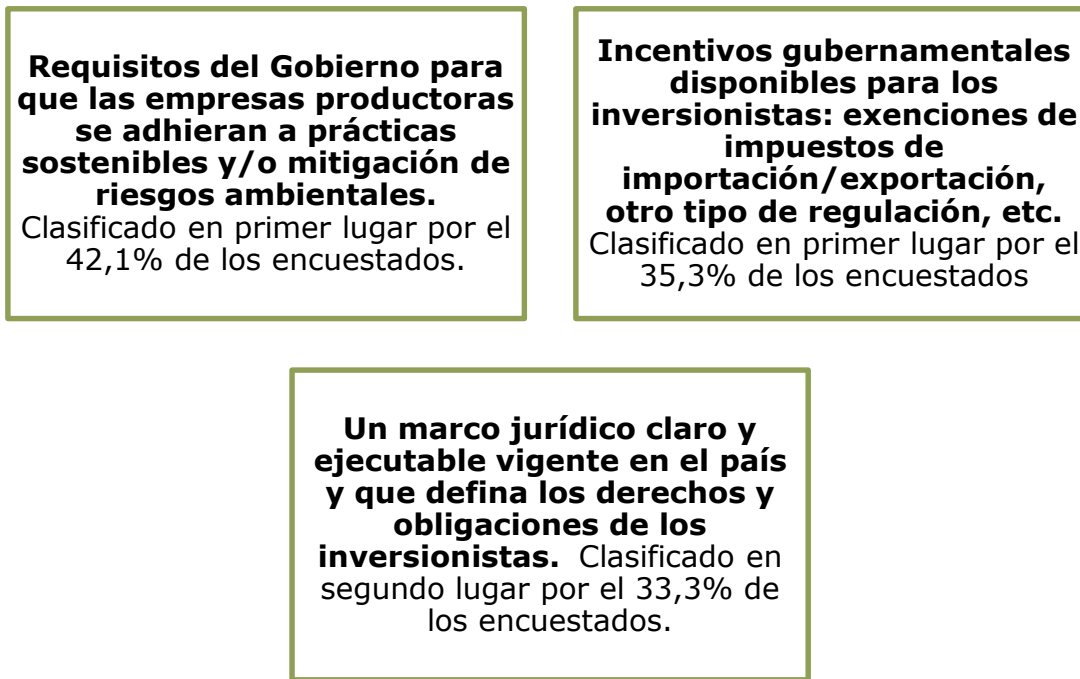 Requisitos del Gobierno para
que las empresas productoras
se adhieran a prácticas
sostenibles y/o mitigación de
riesgos ambientales.
Clasificado en primer lugar por el
42,1% de los encuestados.
Incentivos gubernamentales
disponibles para los
inversionistas: exenciones de
impuestos de
importación/exportación,
otro tipo de regulación, etc.
Clasificado en primer lugar por el
35,3% de los encuestados
Un marco jurídico claro y
ejecutable vigente en el país
y que defina los derechos y
obligaciones de los
inversionistas.  Clasificado en
segundo lugar por el 33,3% de
los encuestados.